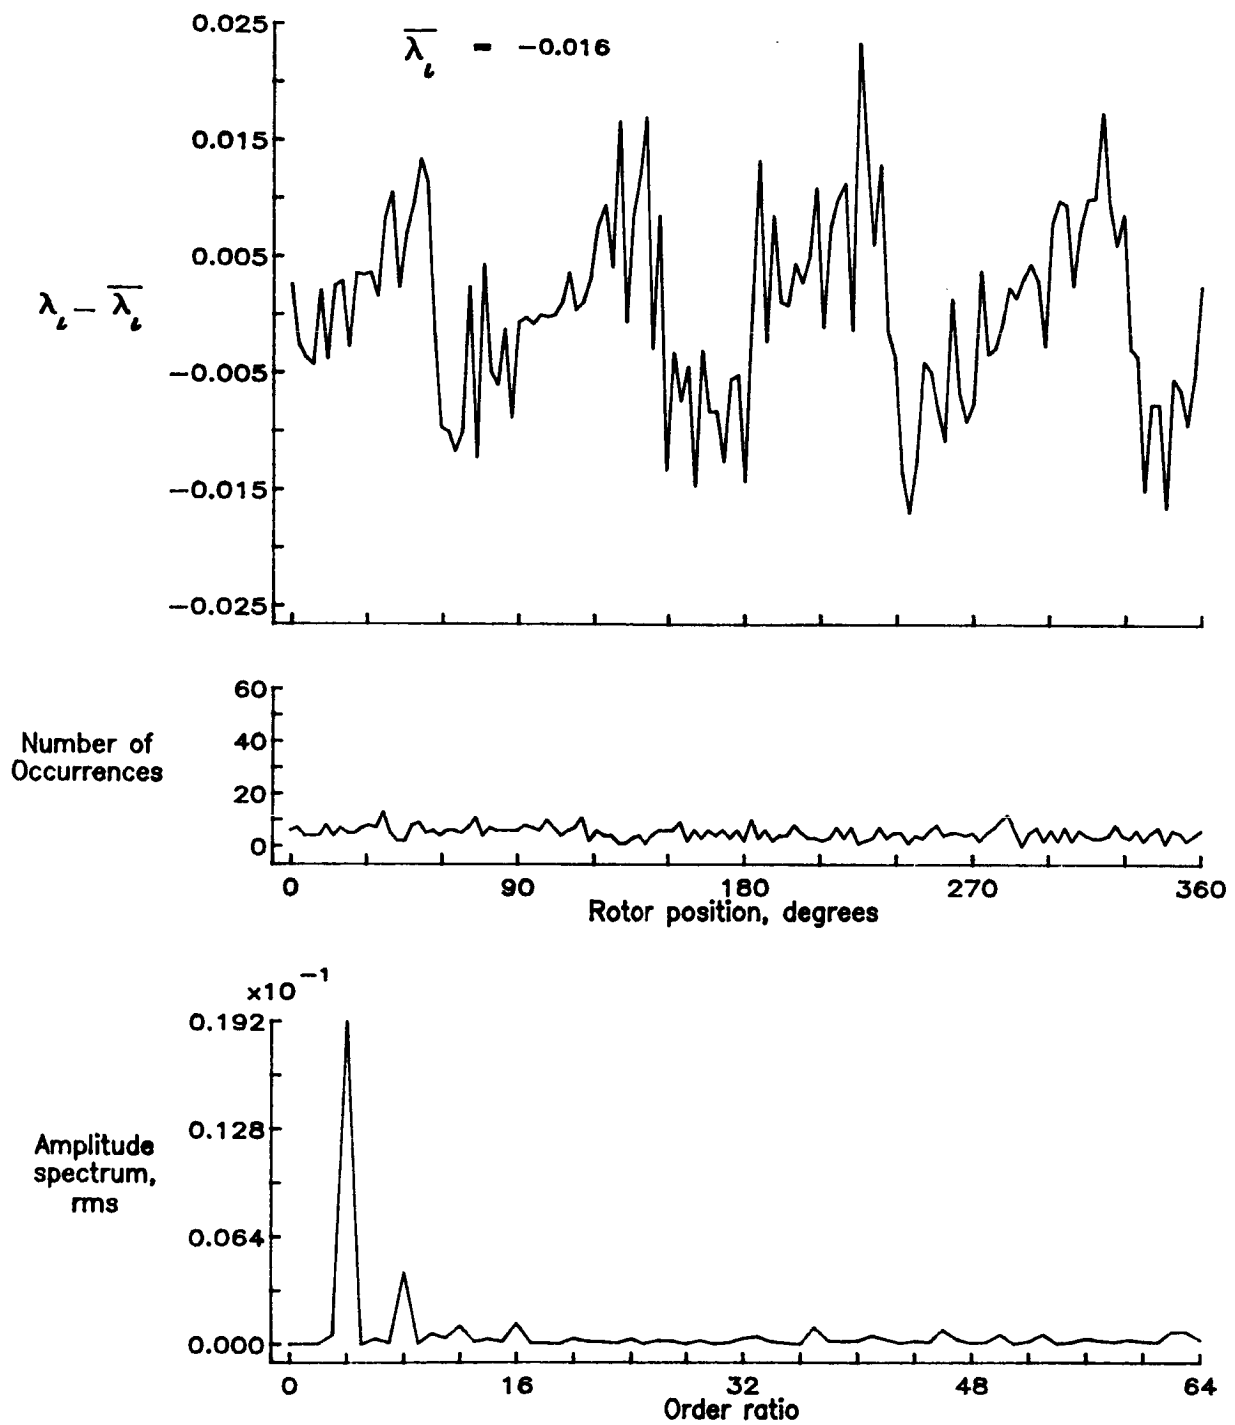 0.025
λ̅ι = −0.016
0.015
0.005
λι − λ̅ι
−0.005
−0.015
−0.025
60
Number of
Occurrences
40
20
0
0 90 180 270 360
Rotor position, degrees
x10 −1
0.192
0.128
Amplitude
spectrum,
rms
0.064
0.000
0 16 32 48 64
Order ratio